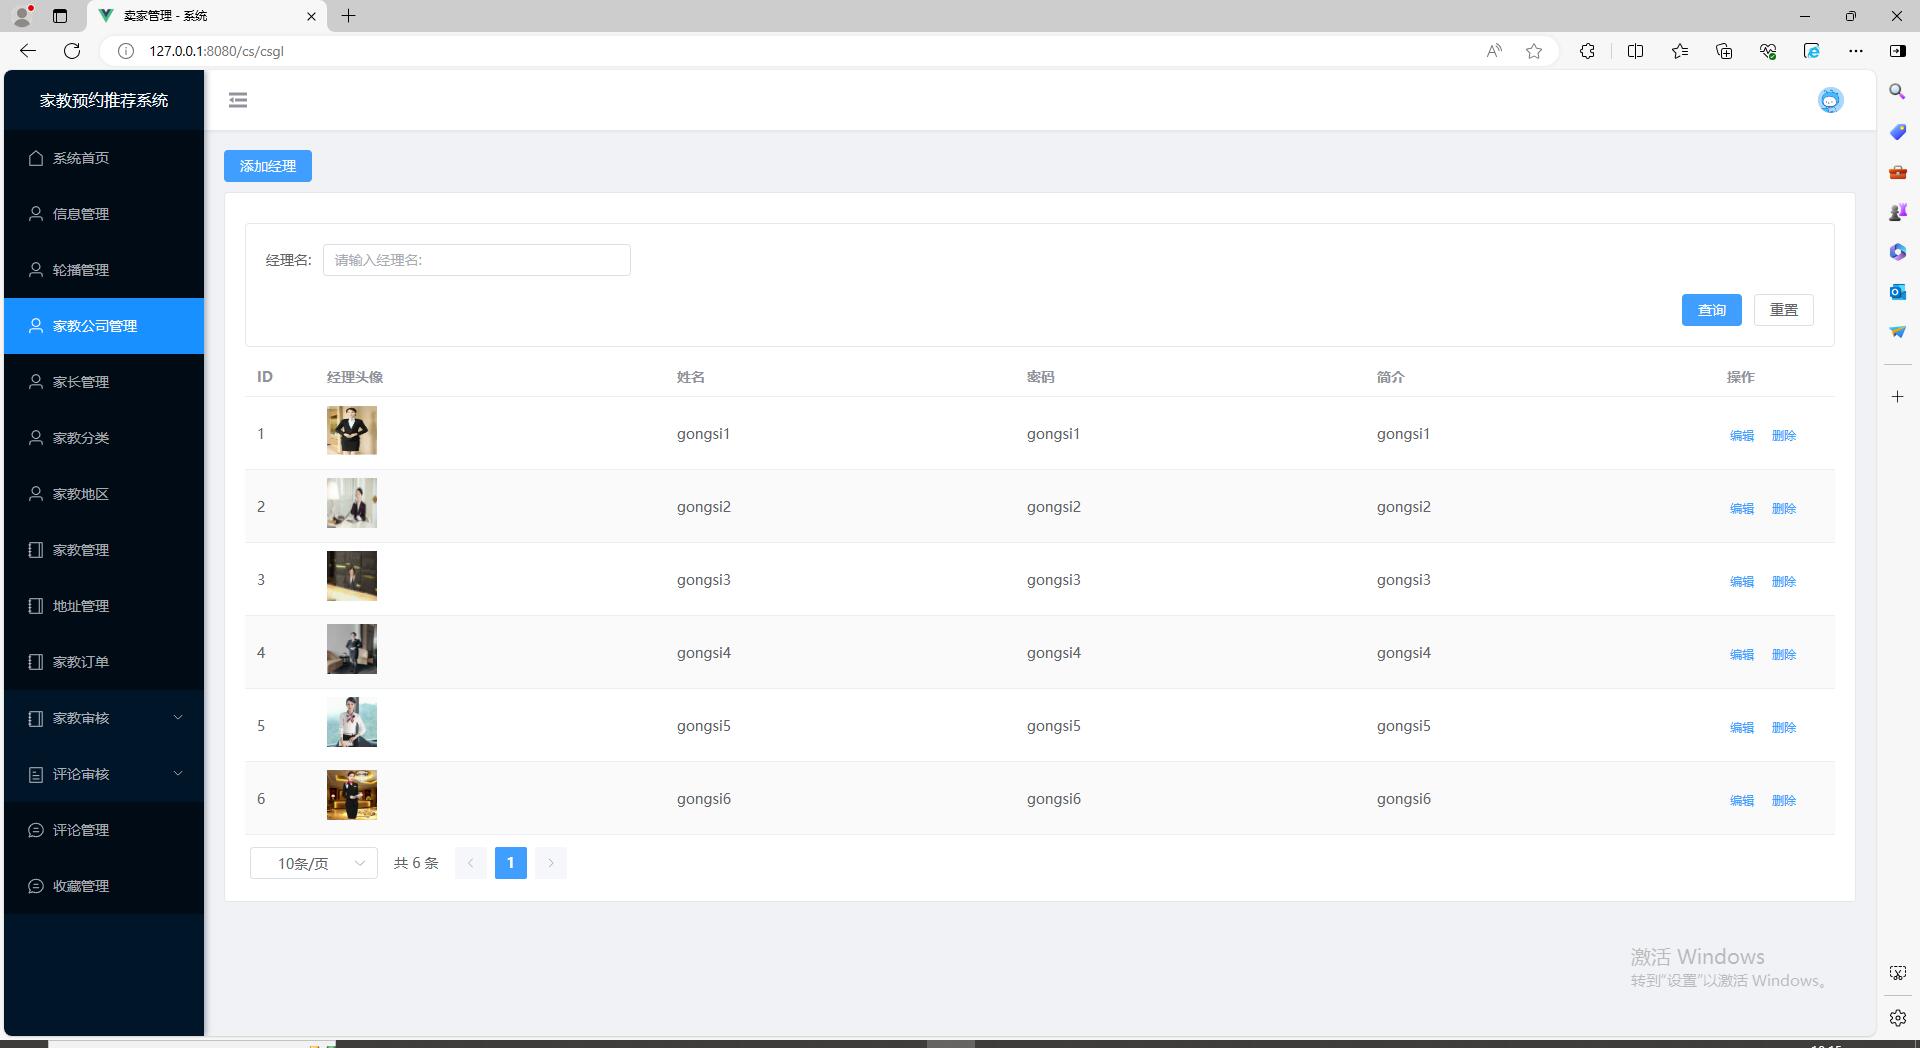 卖家管理 - 系统
127.0.0.1:8080/cs/csgl
家教预约推荐系统
系统首页
信息管理
轮播管理
家教公司管理
家长管理
家教分类
家教地区
家教管理
地址管理
家教订单
家教审核
评论审核
评论管理
收藏管理
添加经理
经理名: 请输入经理名:
查询 重置
ID 经理头像 姓名 密码 简介 操作
1 gongsi1 gongsi1 gongsi1 编辑 删除
2 gongsi2 gongsi2 gongsi2 编辑 删除
3 gongsi3 gongsi3 gongsi3 编辑 删除
4 gongsi4 gongsi4 gongsi4 编辑 删除
5 gongsi5 gongsi5 gongsi5 编辑 删除
6 gongsi6 gongsi6 gongsi6 编辑 删除
10条/页 共 6 条 1
激活 Windows
转到“设置”以激活 Windows。